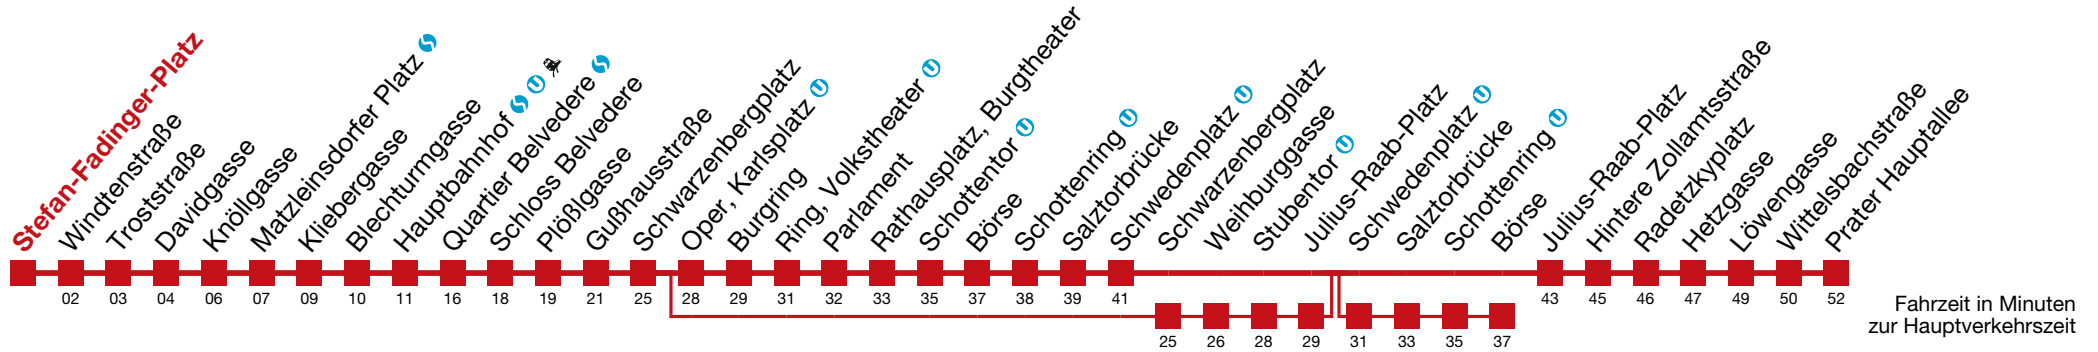 Stefan-Fadinger-Platz
Windtenstraße
Troststraße
Davidgasse
Knöllgasse
Matzleinsdorfer Platz
Kliebergasse
Blechturmgasse
Hauptbahnhof
Quartier Belvedere
Schloss Belvedere
Plößlgasse
Gußhausstraße
Schwarzenbergplatz
Oper, Karlsplatz
Burgring
Ring, Volkstheater
Parlament
Rathausplatz, Burgtheater
Schottentor
Börse
Schottenring
Salztorbrücke
Schwedenplatz
Schwarzenbergplatz
Weihburggasse
Stubentor
Julius-Raab-Platz
Schwedenplatz
Salztorbrücke
Schottenring
Börse
Julius-Raab-Platz
Hintere Zollamtsstraße
Radetzkyplatz
Hetzgasse
Löwengasse
Wittelsbachstraße
Prater Hauptallee
02 03 04 06 07 09 10 11 16 18 19 21 25 28 29 31 32 33 35 37 38 39 41 43 45 46 47 49 50 52
25 26 28 29 31 33 35 37
Fahrzeit in Minuten
zur Hauptverkehrszeit